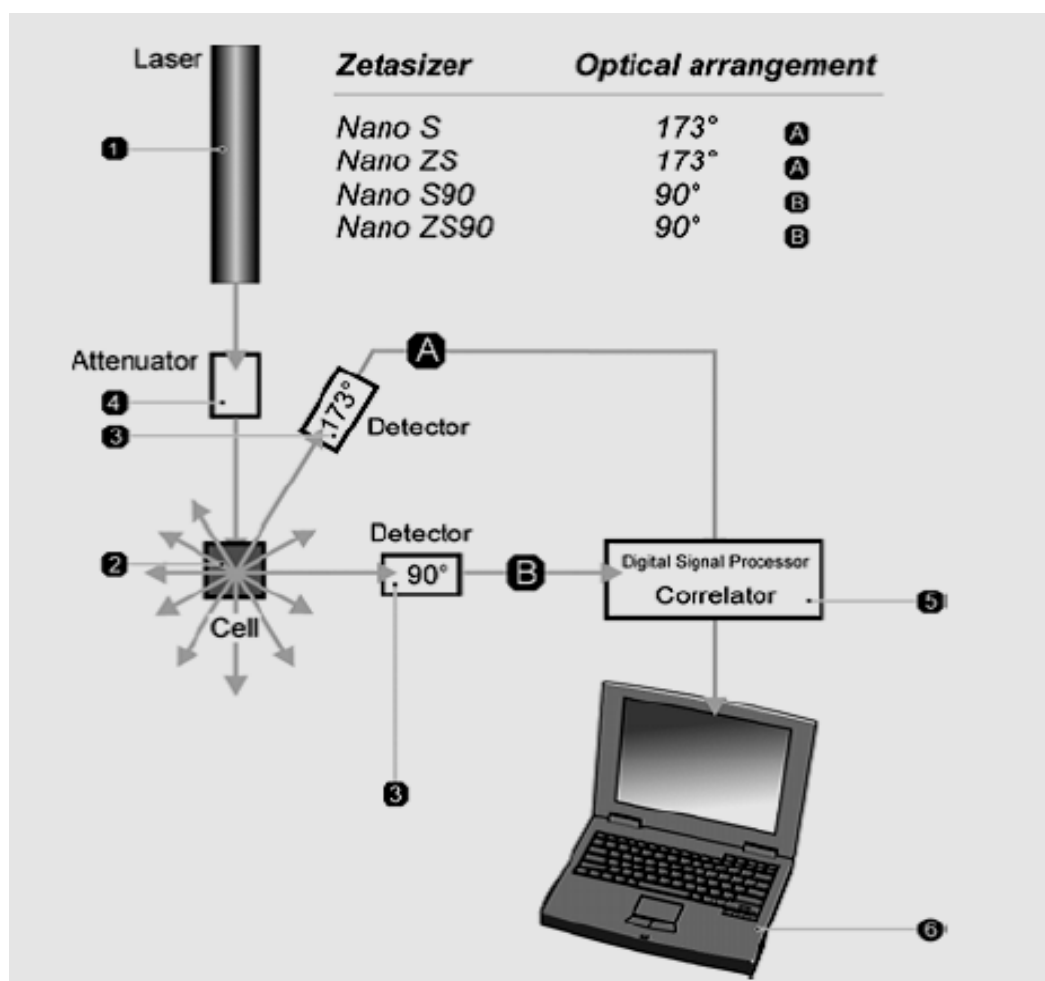 Laser
Zetasizer Optical arrangement
Nano S 173° A
Nano ZS 173° A
Nano S90 90° B
Nano ZS90 90° B
1
A
Attenuator
4
173°
3
Detector
Detector
2
90°
B
Digital Signal Processor
Correlator
5
Cell
3
6